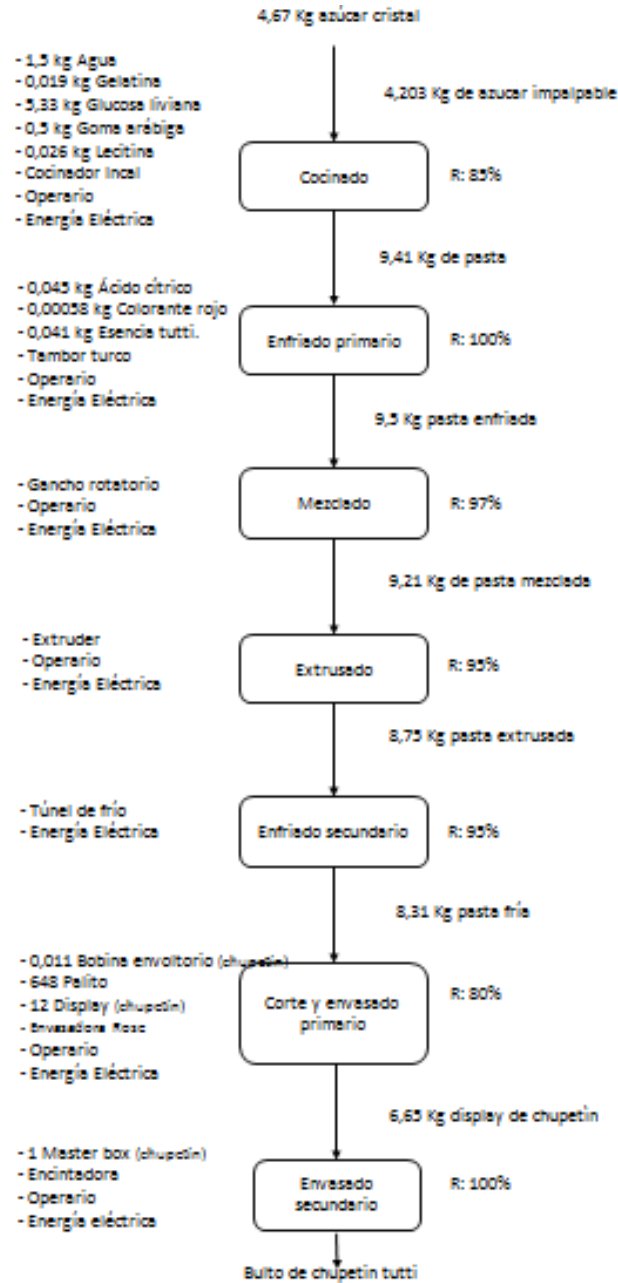 4,67 Kg azúcar cristal
- 1,5 kg Agua
- 0,019 kg Gelatina
- 5,33 kg Glucosa liviana
- 0,5 kg Goma arábiga
- 0,026 kg Lecitina
- Cocinador Incal
- Operario
- Energía Eléctrica
4,203 Kg de azucar impalpable
Cocinado
R: 85%
9,41 Kg de pasta
- 0,045 kg Ácido cítrico
- 0,00058 kg Colorante rojo
- 0,041 kg Esencia tutti.
- Tambor turco
- Operario
- Energía Eléctrica
Enfriado primario
R: 100%
9,5 Kg pasta enfriada
- Gancho rotatorio
- Operario
- Energía Eléctrica
Mezclado
R: 97%
9,21 Kg de pasta mezclada
- Extruder
- Operario
- Energía Eléctrica
Extrusado
R: 95%
8,75 Kg pasta extrusada
- Túnel de frío
- Energía Eléctrica
Enfriado secundario
R: 95%
8,31 Kg pasta fría
- 0,011 Bobina envoltorio (chupetín)
- 648 Palito
- 12 Display (chupetín)
- Envasadora Rose
- Operario
- Energía Eléctrica
Corte y envasado
primario
R: 80%
6,65 Kg display de chupetín
- 1 Master box (chupetín)
- Encintadora
- Operario
- Energía eléctrica
Envasado
secundario
R: 100%
Bulto de chupetin tutti